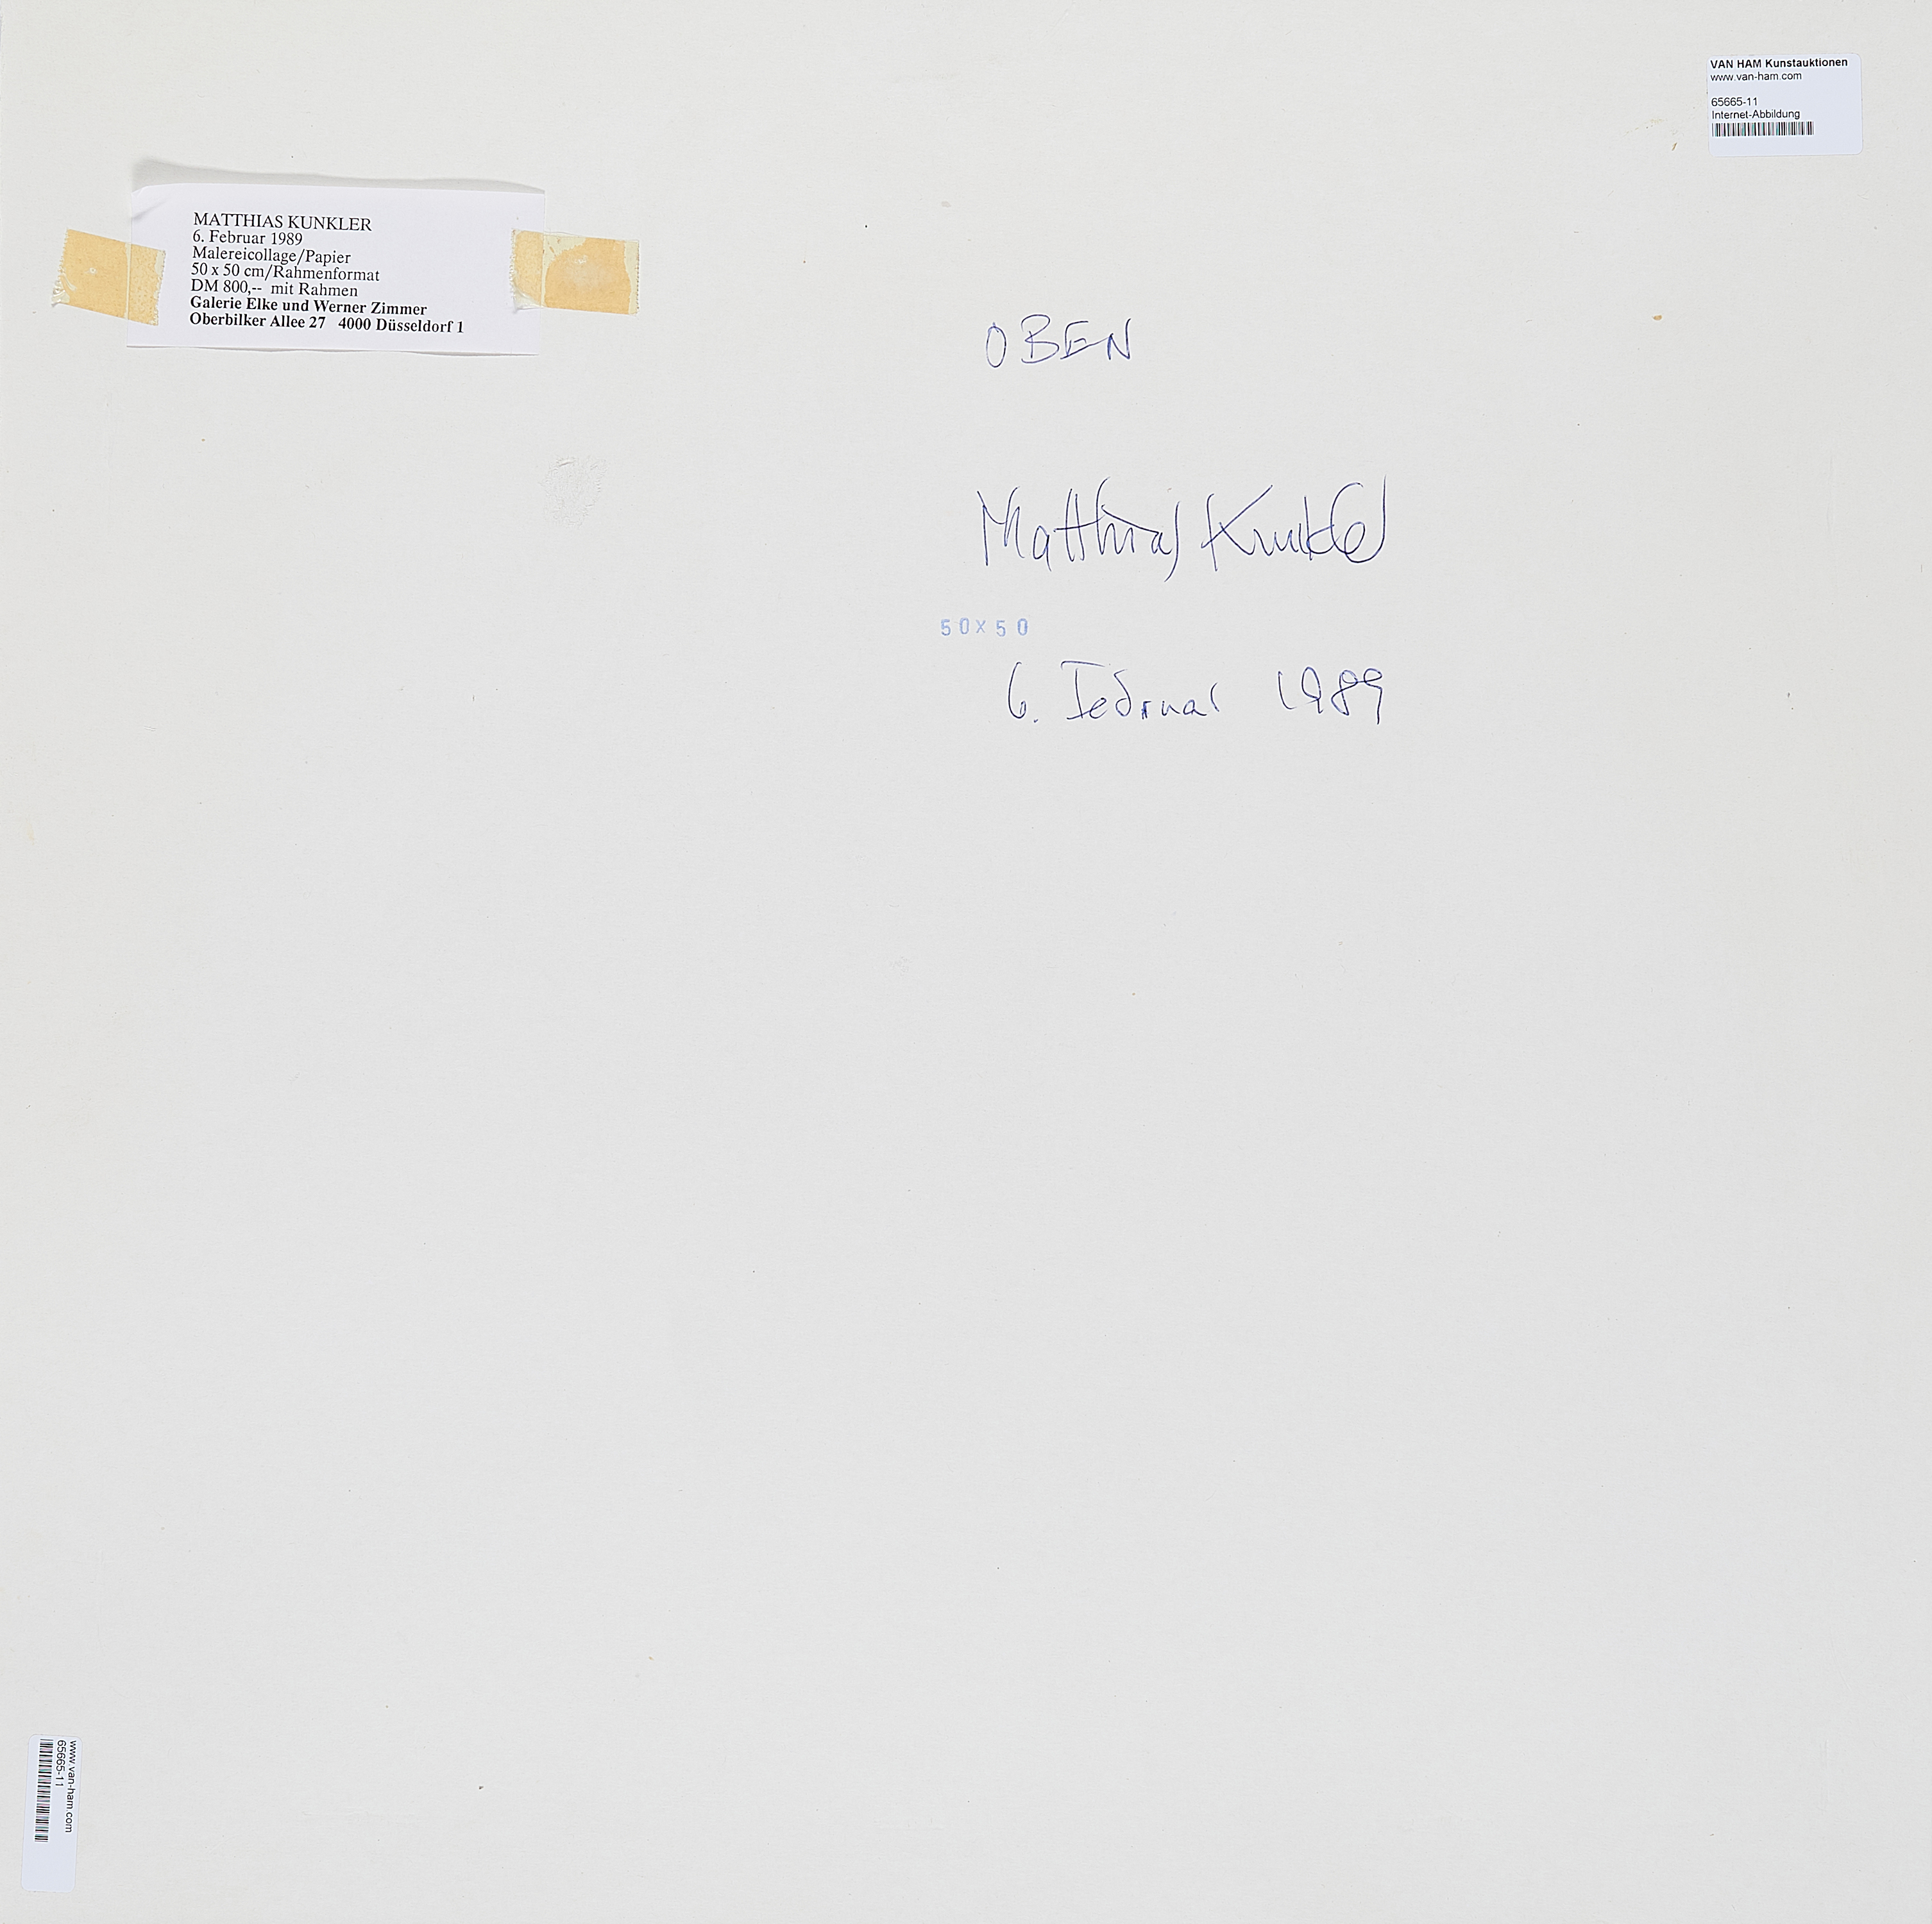 VAN HAM Kunstauktionen
www.van-ham.com
65665-11
Internet-Abbildung
MATTHIAS KUNKLER
6. Februar 1989
Malereicollage/Papier
50 x 50 cm/Rahmenformat
DM 800,-- mit Rahmen
Galerie Elke und Werner Zimmer
Oberbilker Allee 27 4000 Düsseldorf 1
OBEN
Matthias Kunkler
50X50
6. Februar 1989
www.van-ham.com
65665-11